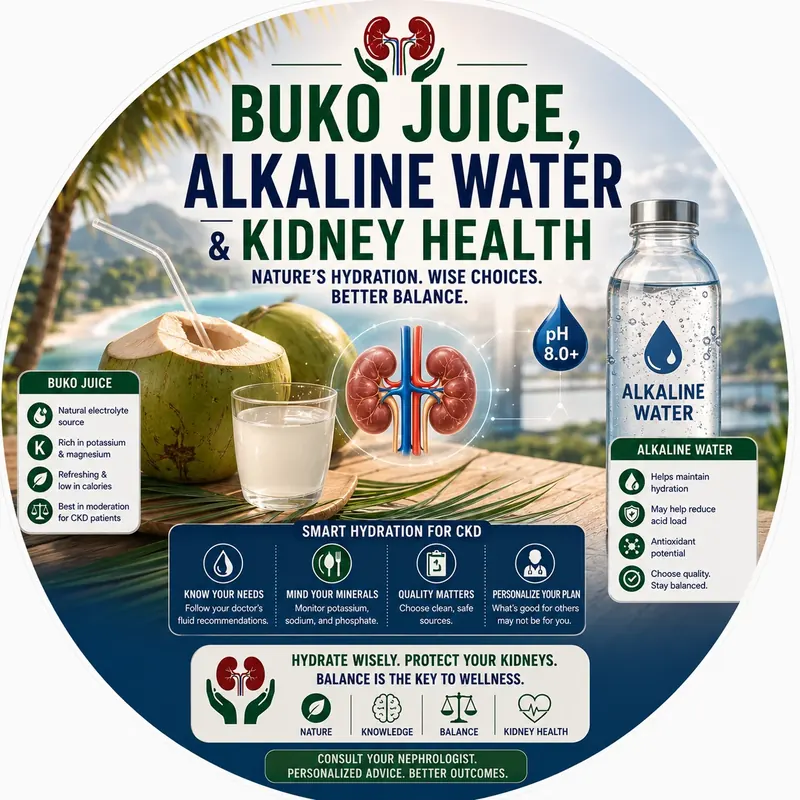 BUKO JUICE,
ALKALINE WATER
& KIDNEY HEALTH
NATURE'S HYDRATION. WISE CHOICES.
BETTER BALANCE.
pH
8.0+
ALKALINE
WATER
BUKO JUICE
Natural electrolyte
source
K
Rich in potassium
& magnesium
Refreshing &
low in calories
Best in moderation
for CKD patients
ALKALINE WATER
Helps maintain
hydration
May help reduce
acid load
Antioxidant
potential
Choose quality.
Stay balanced.
SMART HYDRATION FOR CKD
KNOW YOUR NEEDS
Follow your doctor's
fluid recommendations.
MIND YOUR MINERALS
Monitor potassium,
sodium, and phosphate.
QUALITY MATTERS
Choose clean, safe
sources.
PERSONALIZE YOUR PLAN
What's good for others
may not be for you.
HYDRATE WISELY. PROTECT YOUR KIDNEYS.
BALANCE IS THE KEY TO WELLNESS.
NATURE
KNOWLEDGE
BALANCE
KIDNEY HEALTH
CONSULT YOUR NEPHROLOGIST.
PERSONALIZED ADVICE. BETTER OUTCOMES.